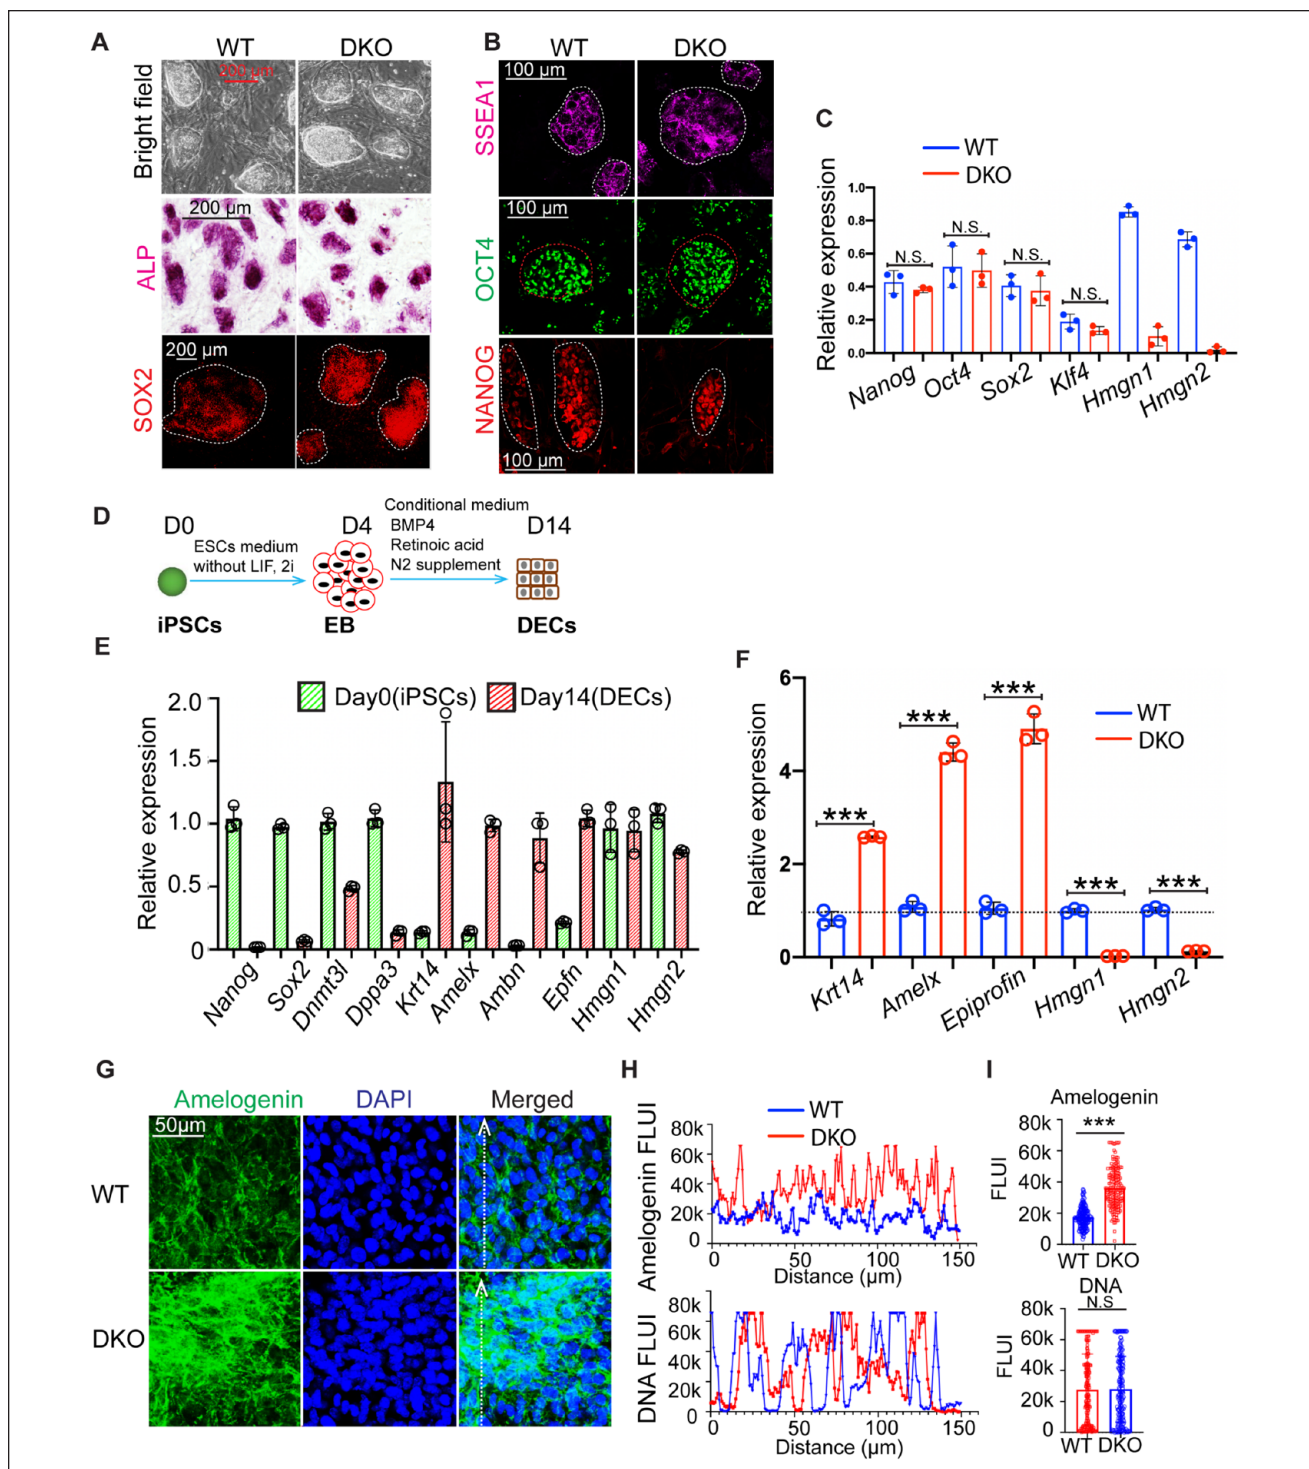 A
WT
DKO
Bright field
200 µm
ALP
200 µm
SOX2
200 µm
B
WT
DKO
SSEA1
100 µm
OCT4
100 µm
NANOG
100 µm
C
WT
DKO
Relative expression
1.0
0.8
0.6
0.4
0.2
0.0
N.S.
N.S.
N.S.
N.S.
Nanog
Oct4
Sox2
Klf4
Hmgn1
Hmgn2
D
D0
D4
D14
ESCs medium
without LIF, 2i
Conditional medium
BMP4
Retinoic acid
N2 supplement
iPSCs
EB
DECs
E
Day0(iPSCs)
Day14(DECs)
Relative expression
2.0
1.5
1.0
0.5
0
Nanog
Sox2
Dnmt3l
Dppa3
Krt14
Amelx
Ambn
Epfn
Hmgn1
Hmgn2
F
WT
DKO
Relative expression
6
4
2
0
***
***
***
***
***
Krt14
Amelx
Epiprofin
Hmgn1
Hmgn2
G
Amelogenin
DAPI
Merged
50µm
WT
DKO
H
WT
DKO
Amelogenin FLUI
80k
60k
40k
20k
0
0
50
100
150
Distance (µm)
DNA FLUI
80k
60k
40k
20k
0
0
50
100
150
Distance (µm)
I
Amelogenin
***
FLUI
80k
60k
40k
20k
0
WT
DKO
DNA
N.S
FLUI
80k
60k
40k
20k
0
WT
DKO